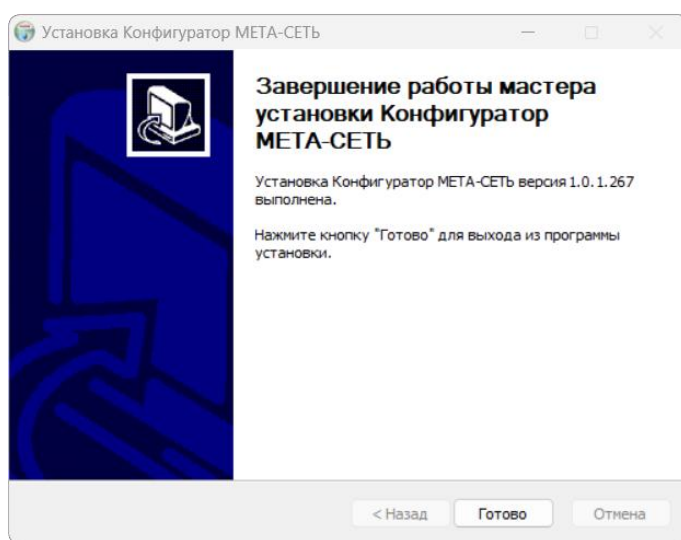 Установка Конфигуратор МЕТА-СЕТЬ
Завершение работы мастера
установки Конфигуратор
МЕТА-СЕТЬ
Установка Конфигуратор МЕТА-СЕТЬ версия 1.0.1.267
выполнена.
Нажмите кнопку "Готово" для выхода из программы
установки.
< Назад
Готово
Отмена